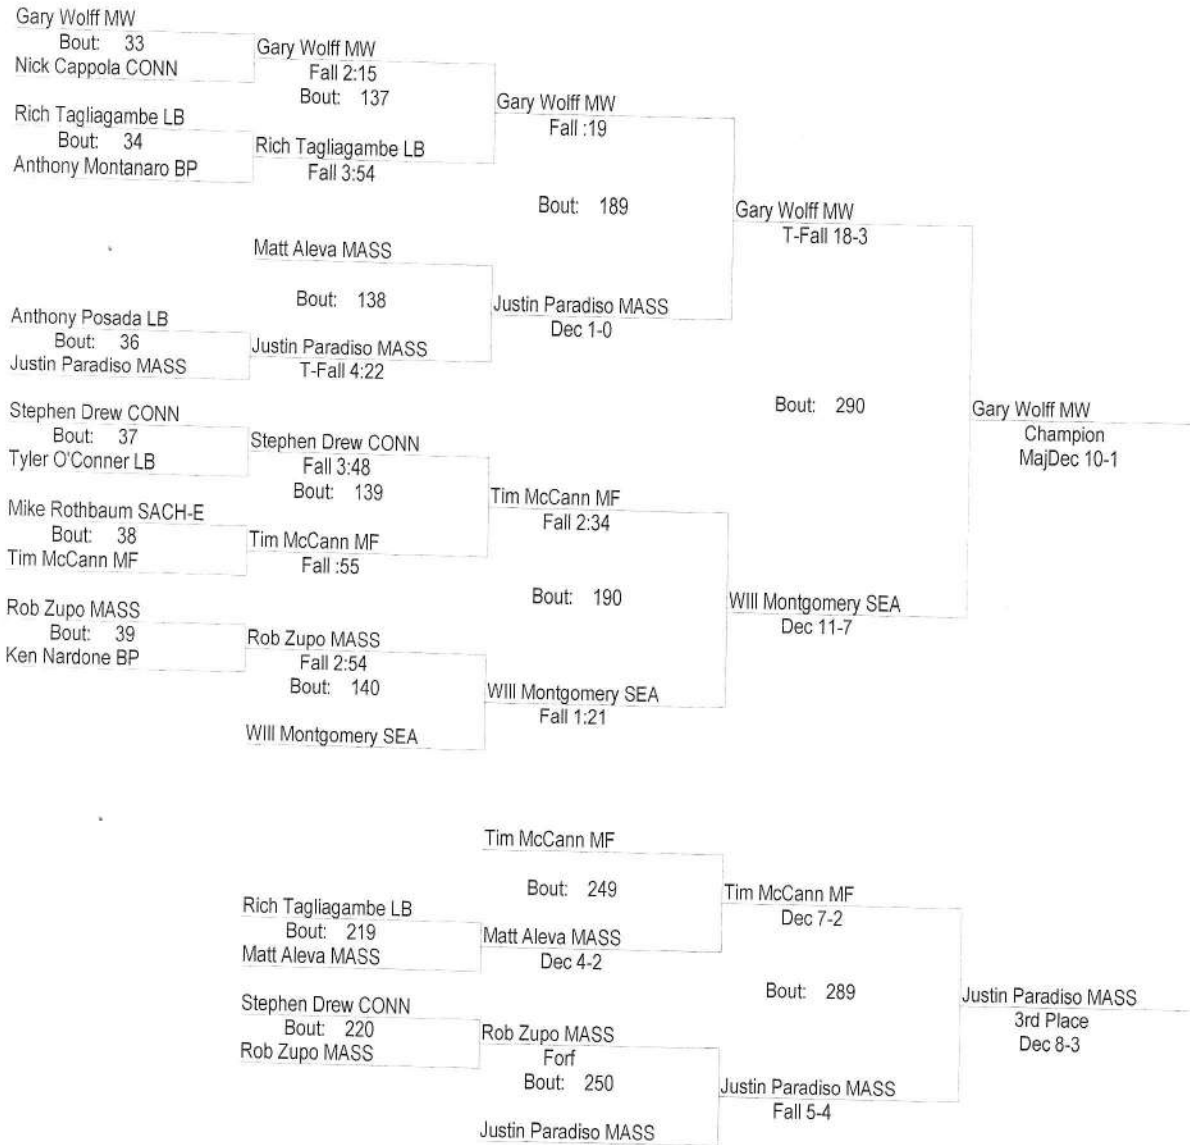 Gary Wolff MW
Bout: 33
Nick Cappola CONN
Gary Wolff MW
Fall 2:15
Bout: 137
Rich Tagliagambe LB
Bout: 34
Anthony Montanaro BP
Rich Tagliagambe LB
Fall 3:54
Gary Wolff MW
Fall :19
Bout: 189
Matt Aleva MASS
Bout: 138
Anthony Posada LB
Bout: 36
Justin Paradiso MASS
Justin Paradiso MASS
T-Fall 4:22
Justin Paradiso MASS
Dec 1-0
Gary Wolff MW
T-Fall 18-3
Bout: 290
Gary Wolff MW
Champion
MajDec 10-1
Stephen Drew CONN
Bout: 37
Tyler O'Conner LB
Stephen Drew CONN
Fall 3:48
Bout: 139
Mike Rothbaum SACH-E
Bout: 38
Tim McCann MF
Tim McCann MF
Fall :55
Tim McCann MF
Fall 2:34
Bout: 190
Rob Zupo MASS
Bout: 39
Ken Nardone BP
Rob Zupo MASS
Fall 2:54
Bout: 140
WIll Montgomery SEA
WIll Montgomery SEA
Fall 1:21
WIll Montgomery SEA
Dec 11-7
Tim McCann MF
Bout: 249
Rich Tagliagambe LB
Bout: 219
Matt Aleva MASS
Matt Aleva MASS
Dec 4-2
Tim McCann MF
Dec 7-2
Bout: 289
Stephen Drew CONN
Bout: 220
Rob Zupo MASS
Rob Zupo MASS
Forf
Bout: 250
Justin Paradiso MASS
Justin Paradiso MASS
Fall 5-4
Justin Paradiso MASS
3rd Place
Dec 8-3